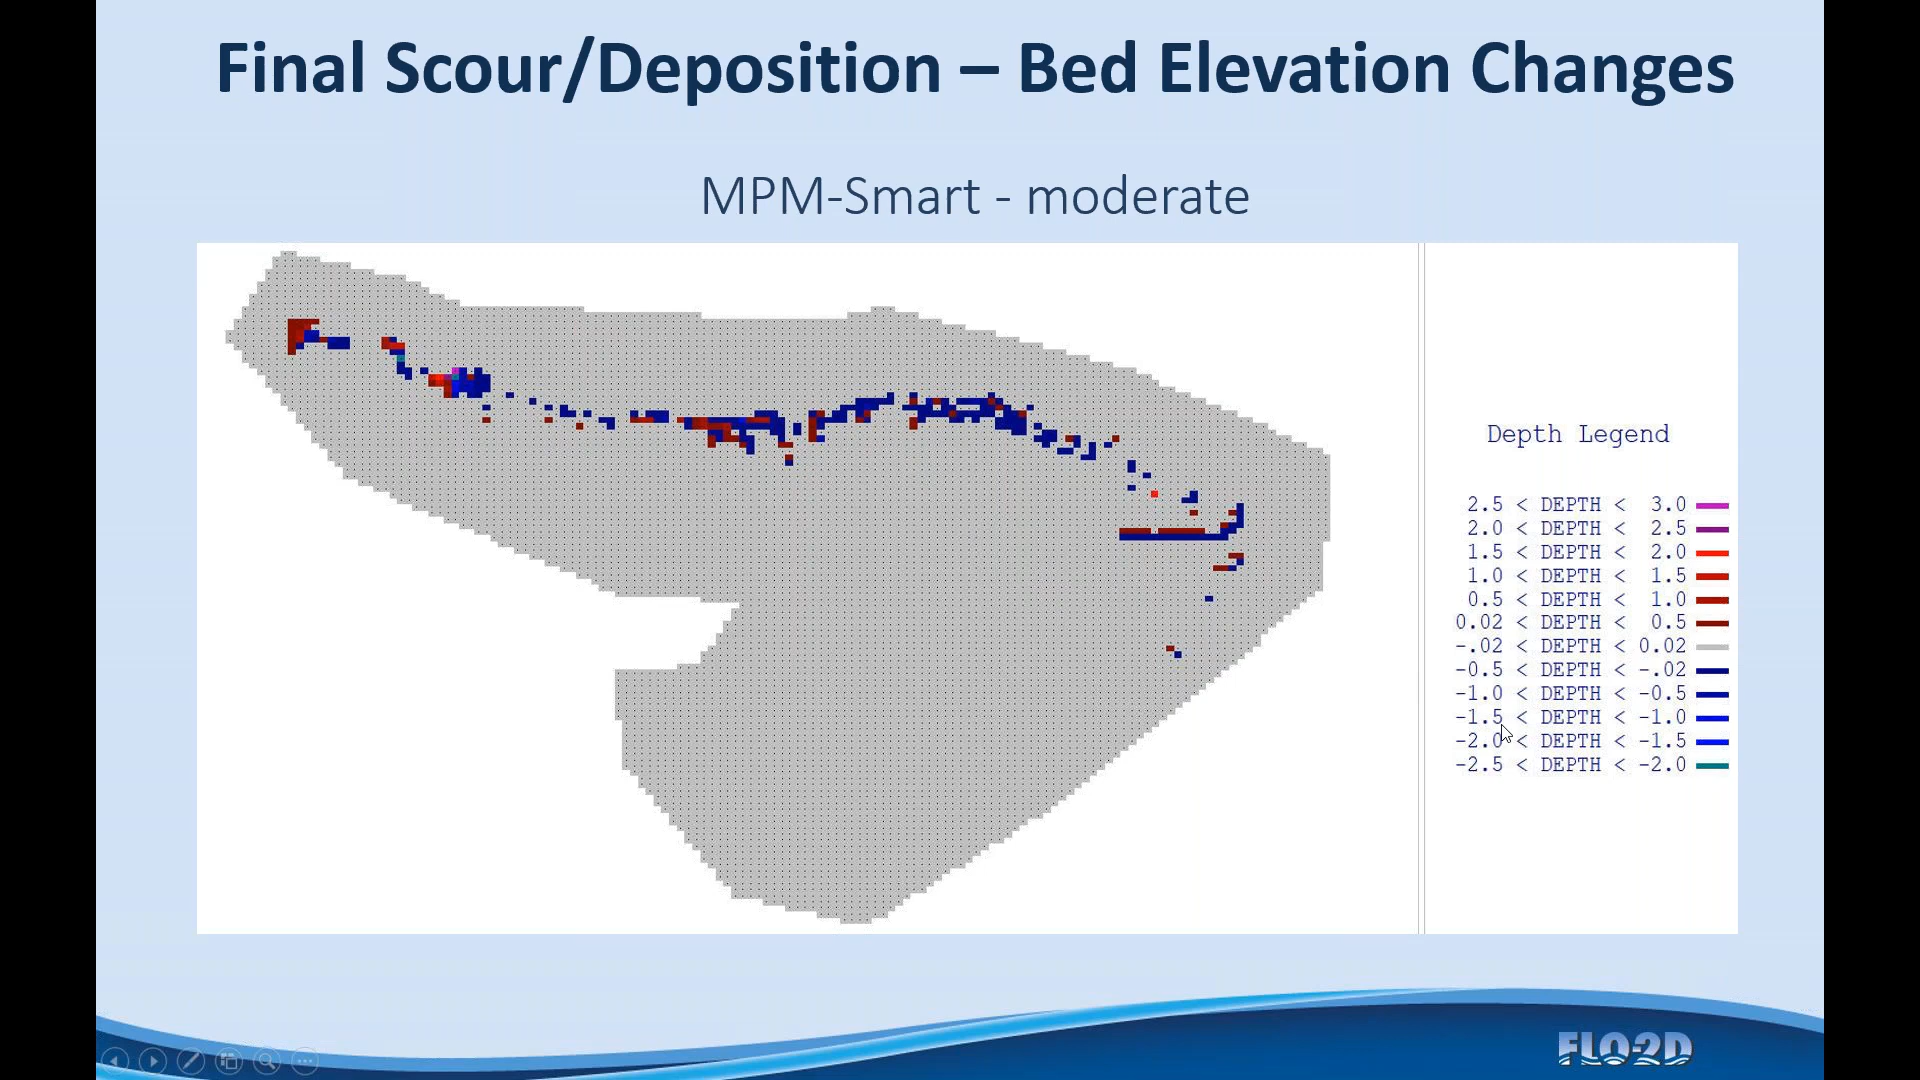 Final Scour/Deposition – Bed Elevation Changes
MPM-Smart - moderate
Depth Legend
2.5 < DEPTH < 3.0
2.0 < DEPTH < 2.5
1.5 < DEPTH < 2.0
1.0 < DEPTH < 1.5
0.5 < DEPTH < 1.0
0.02 < DEPTH < 0.5
-.02 < DEPTH < 0.02
-0.5 < DEPTH < -.02
-1.0 < DEPTH < -0.5
-1.5 < DEPTH < -1.0
-2.0 < DEPTH < -1.5
-2.5 < DEPTH < -2.0
FLO-2D